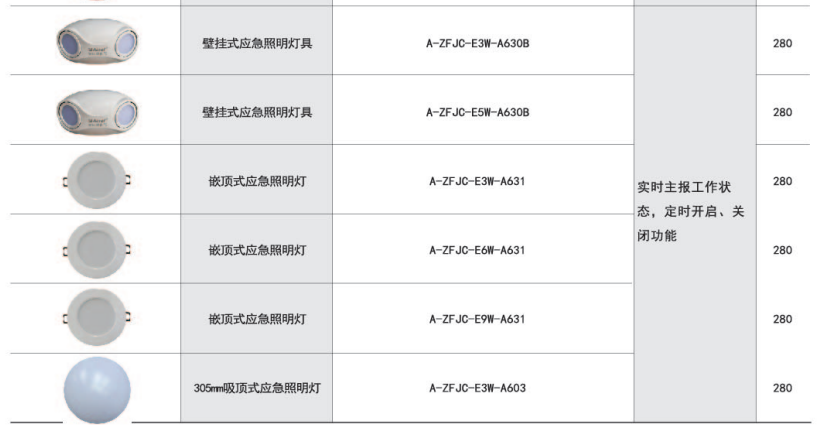 壁挂式应急照明灯具 A-ZFJC-E3W-A630B 280
壁挂式应急照明灯具 A-ZFJC-E5W-A630B 280
嵌顶式应急照明灯 A-ZFJC-E3W-A631 280
实时主报工作状
态，定时开启、关
闭功能
嵌顶式应急照明灯 A-ZFJC-E6W-A631 280
嵌顶式应急照明灯 A-ZFJC-E9W-A631 280
305mm吸顶式应急照明灯 A-ZFJC-E3W-A603 280